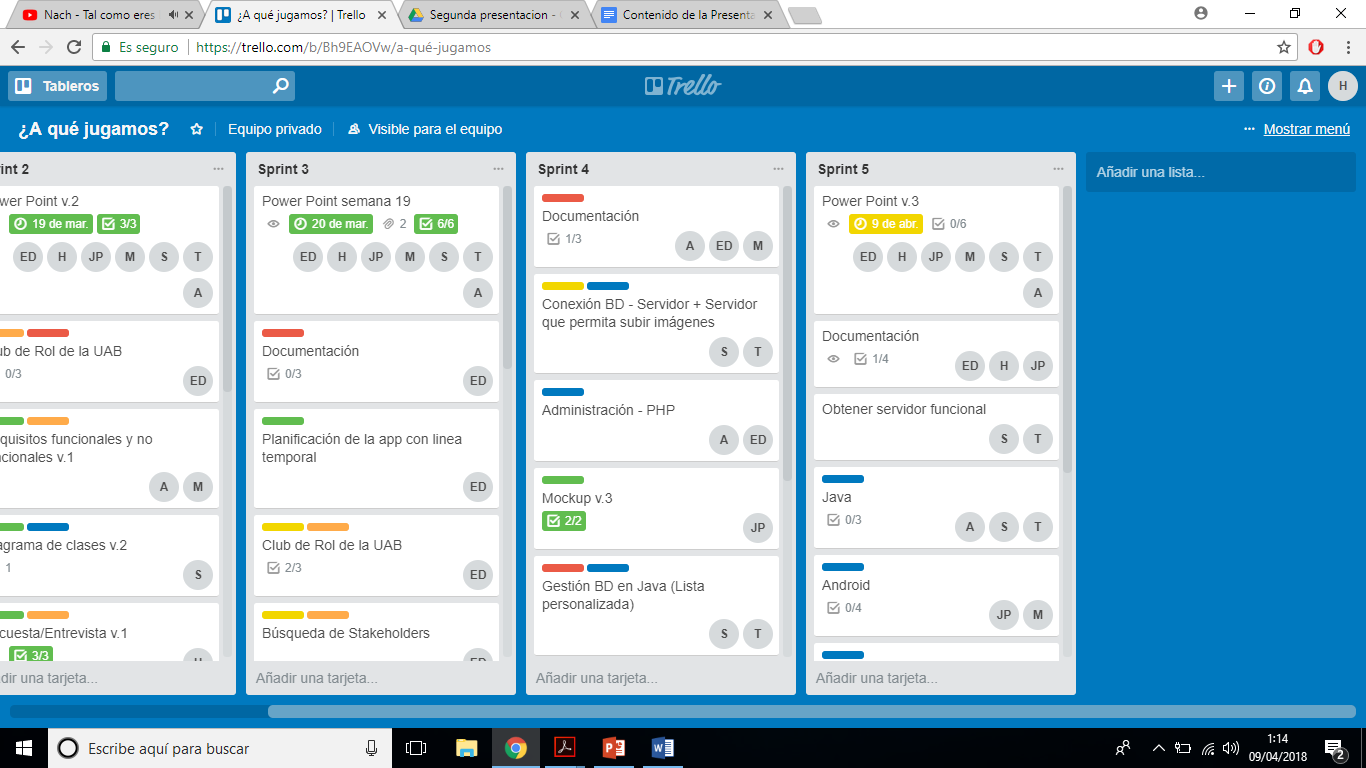 Nach - Tal como eres
¿A qué jugamos? | Trello
Segunda presentacion -
Contenido de la Presenta
Es seguro
https://trello.com/b/Bh9EAOVw/a-qué-jugamos
Tableros
Trello
H
¿A qué jugamos?
Equipo privado
Visible para el equipo
Mostrar menú
int 2
wer Point v.2
19 de mar.
3/3
ED H JP M S T
A
ub de Rol de la UAB
0/3
ED
quisitos funcionales y no
cionales v.1
A M
agrama de clases v.2
1
S
cuesta/Entrevista v.1
3/3
H
dir una tarjeta...
Sprint 3
Power Point semana 19
20 de mar.
2
6/6
ED H JP M S T
A
Documentación
0/3
ED
Planificación de la app con linea
temporal
ED
Club de Rol de la UAB
2/3
ED
Búsqueda de Stakeholders
ED
Añadir una tarjeta...
Sprint 4
Documentación
1/3
A ED M
Conexión BD - Servidor + Servidor
que permita subir imágenes
S T
Administración - PHP
A ED
Mockup v.3
2/2
JP
Gestión BD en Java (Lista
personalizada)
S T
Añadir una tarjeta...
Sprint 5
Power Point v.3
9 de abr.
0/6
ED H JP M S T
A
Documentación
1/4
ED H JP
Obtener servidor funcional
S T
Java
0/3
A S T
Android
0/4
JP M
Añadir una tarjeta...
Añadir una lista...
Escribe aquí para buscar
1:14
09/04/2018
2